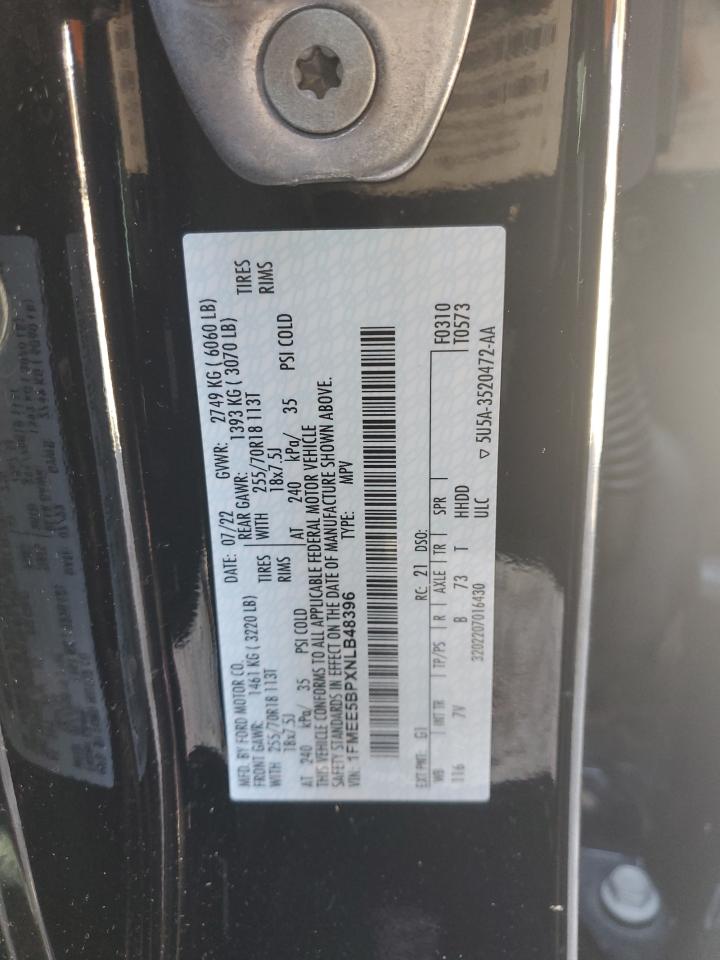 MFD. BY FORD MOTOR CO. DATE: 07/22 GVWR: 2749 KG ( 6060 LB)
FRONT GAWR: 1461 KG ( 3220 LB) REAR GAWR: 1393 KG ( 3070 LB)
WITH 255/70R18 113T TIRES WITH 255/70R18 113T TIRES
18x7.5J RIMS 18x7.5J RIMS
AT 240 kPa/ 35 PSI COLD AT 240 kPa/ 35 PSI COLD
THIS VEHICLE CONFORMS TO ALL APPLICABLE FEDERAL MOTOR VEHICLE
SAFETY STANDARDS IN EFFECT ON THE DATE OF MANUFACTURE SHOWN ABOVE.
VIN: 1FMEE5BPXNLB48396 TYPE: MPV
EXT PNT: G1 RC: 21 DSO: F0310
WB INT TR TP/PS R AXLE TR SPR T0573
116 7V B 73 T HHDD
3202207016430 ULC ▽ 5U5A-3520472-AA